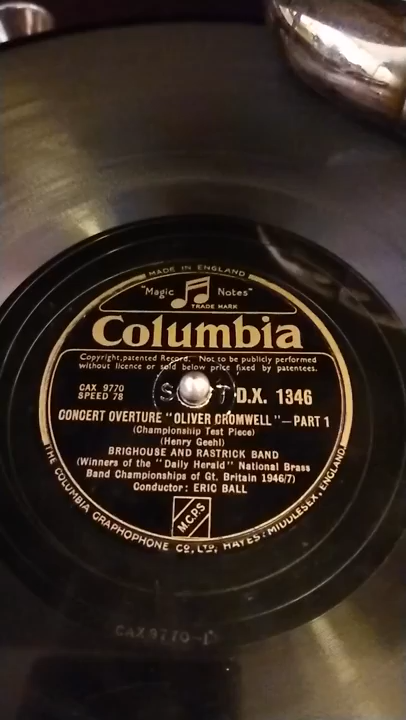 MADE IN ENGLAND
"Magic Notes"
TRADE MARK
Columbia
Copyright, patented Record. Not to be publicly performed
without licence or sold below price fixed by patentees.
CAX 9770
SPEED 78
D.X. 1346
CONCERT OVERTURE "OLIVER CROMWELL"—PART 1
(Championship Test Piece)
(Henry Geehl)
BRIGHOUSE AND RASTRICK BAND
(Winners of the "Daily Herald" National Brass
Band Championships of Gt. Britain 1946/7)
Conductor: ERIC BALL
M.C.P.S
THE COLUMBIA GRAPHOPHONE CO., LTD, HAYES, MIDDLESEX, ENGLAND.
CAX9770-1